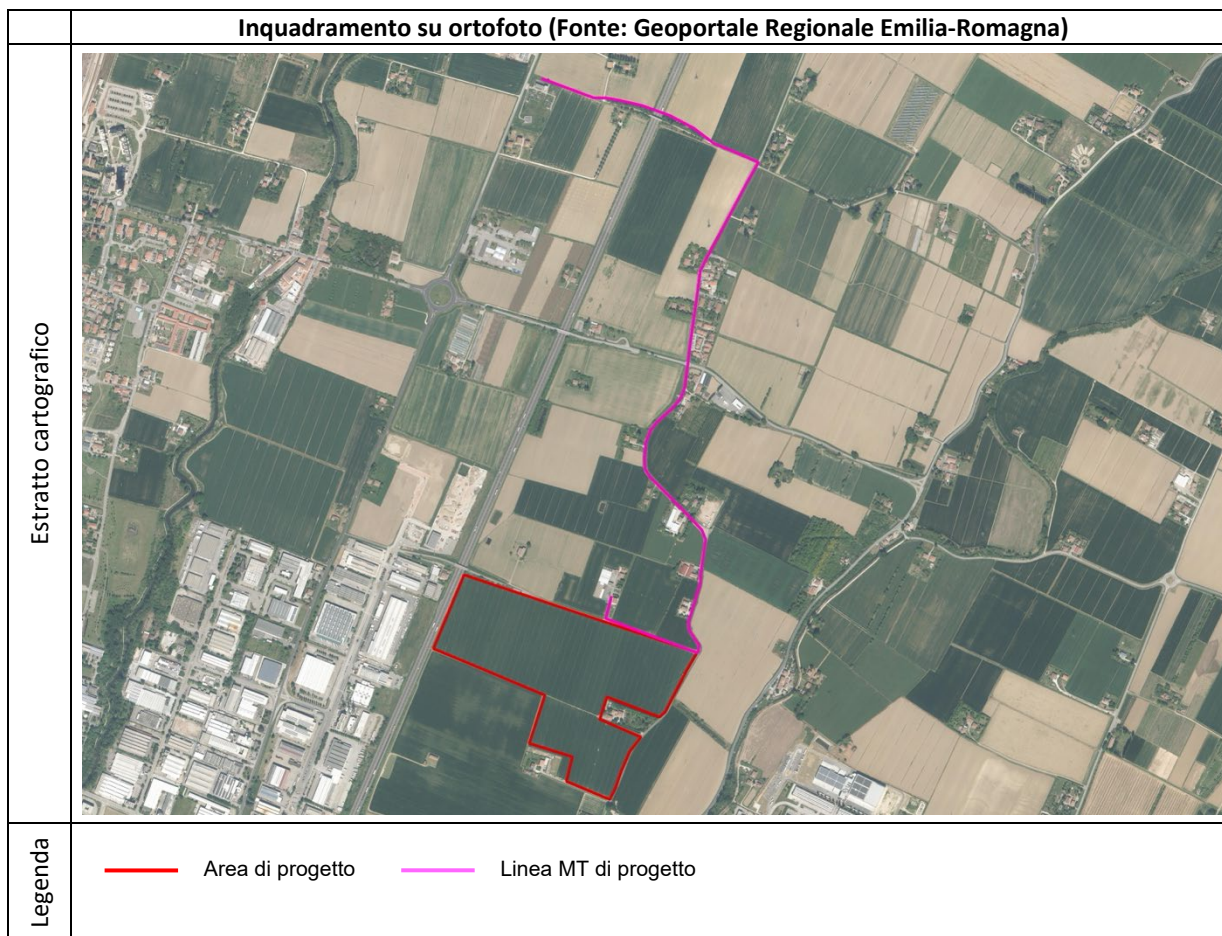 Inquadramento su ortofoto (Fonte: Geoportale Regionale Emilia-Romagna)
Estratto cartografico
Legenda
Area di progetto
Linea MT di progetto